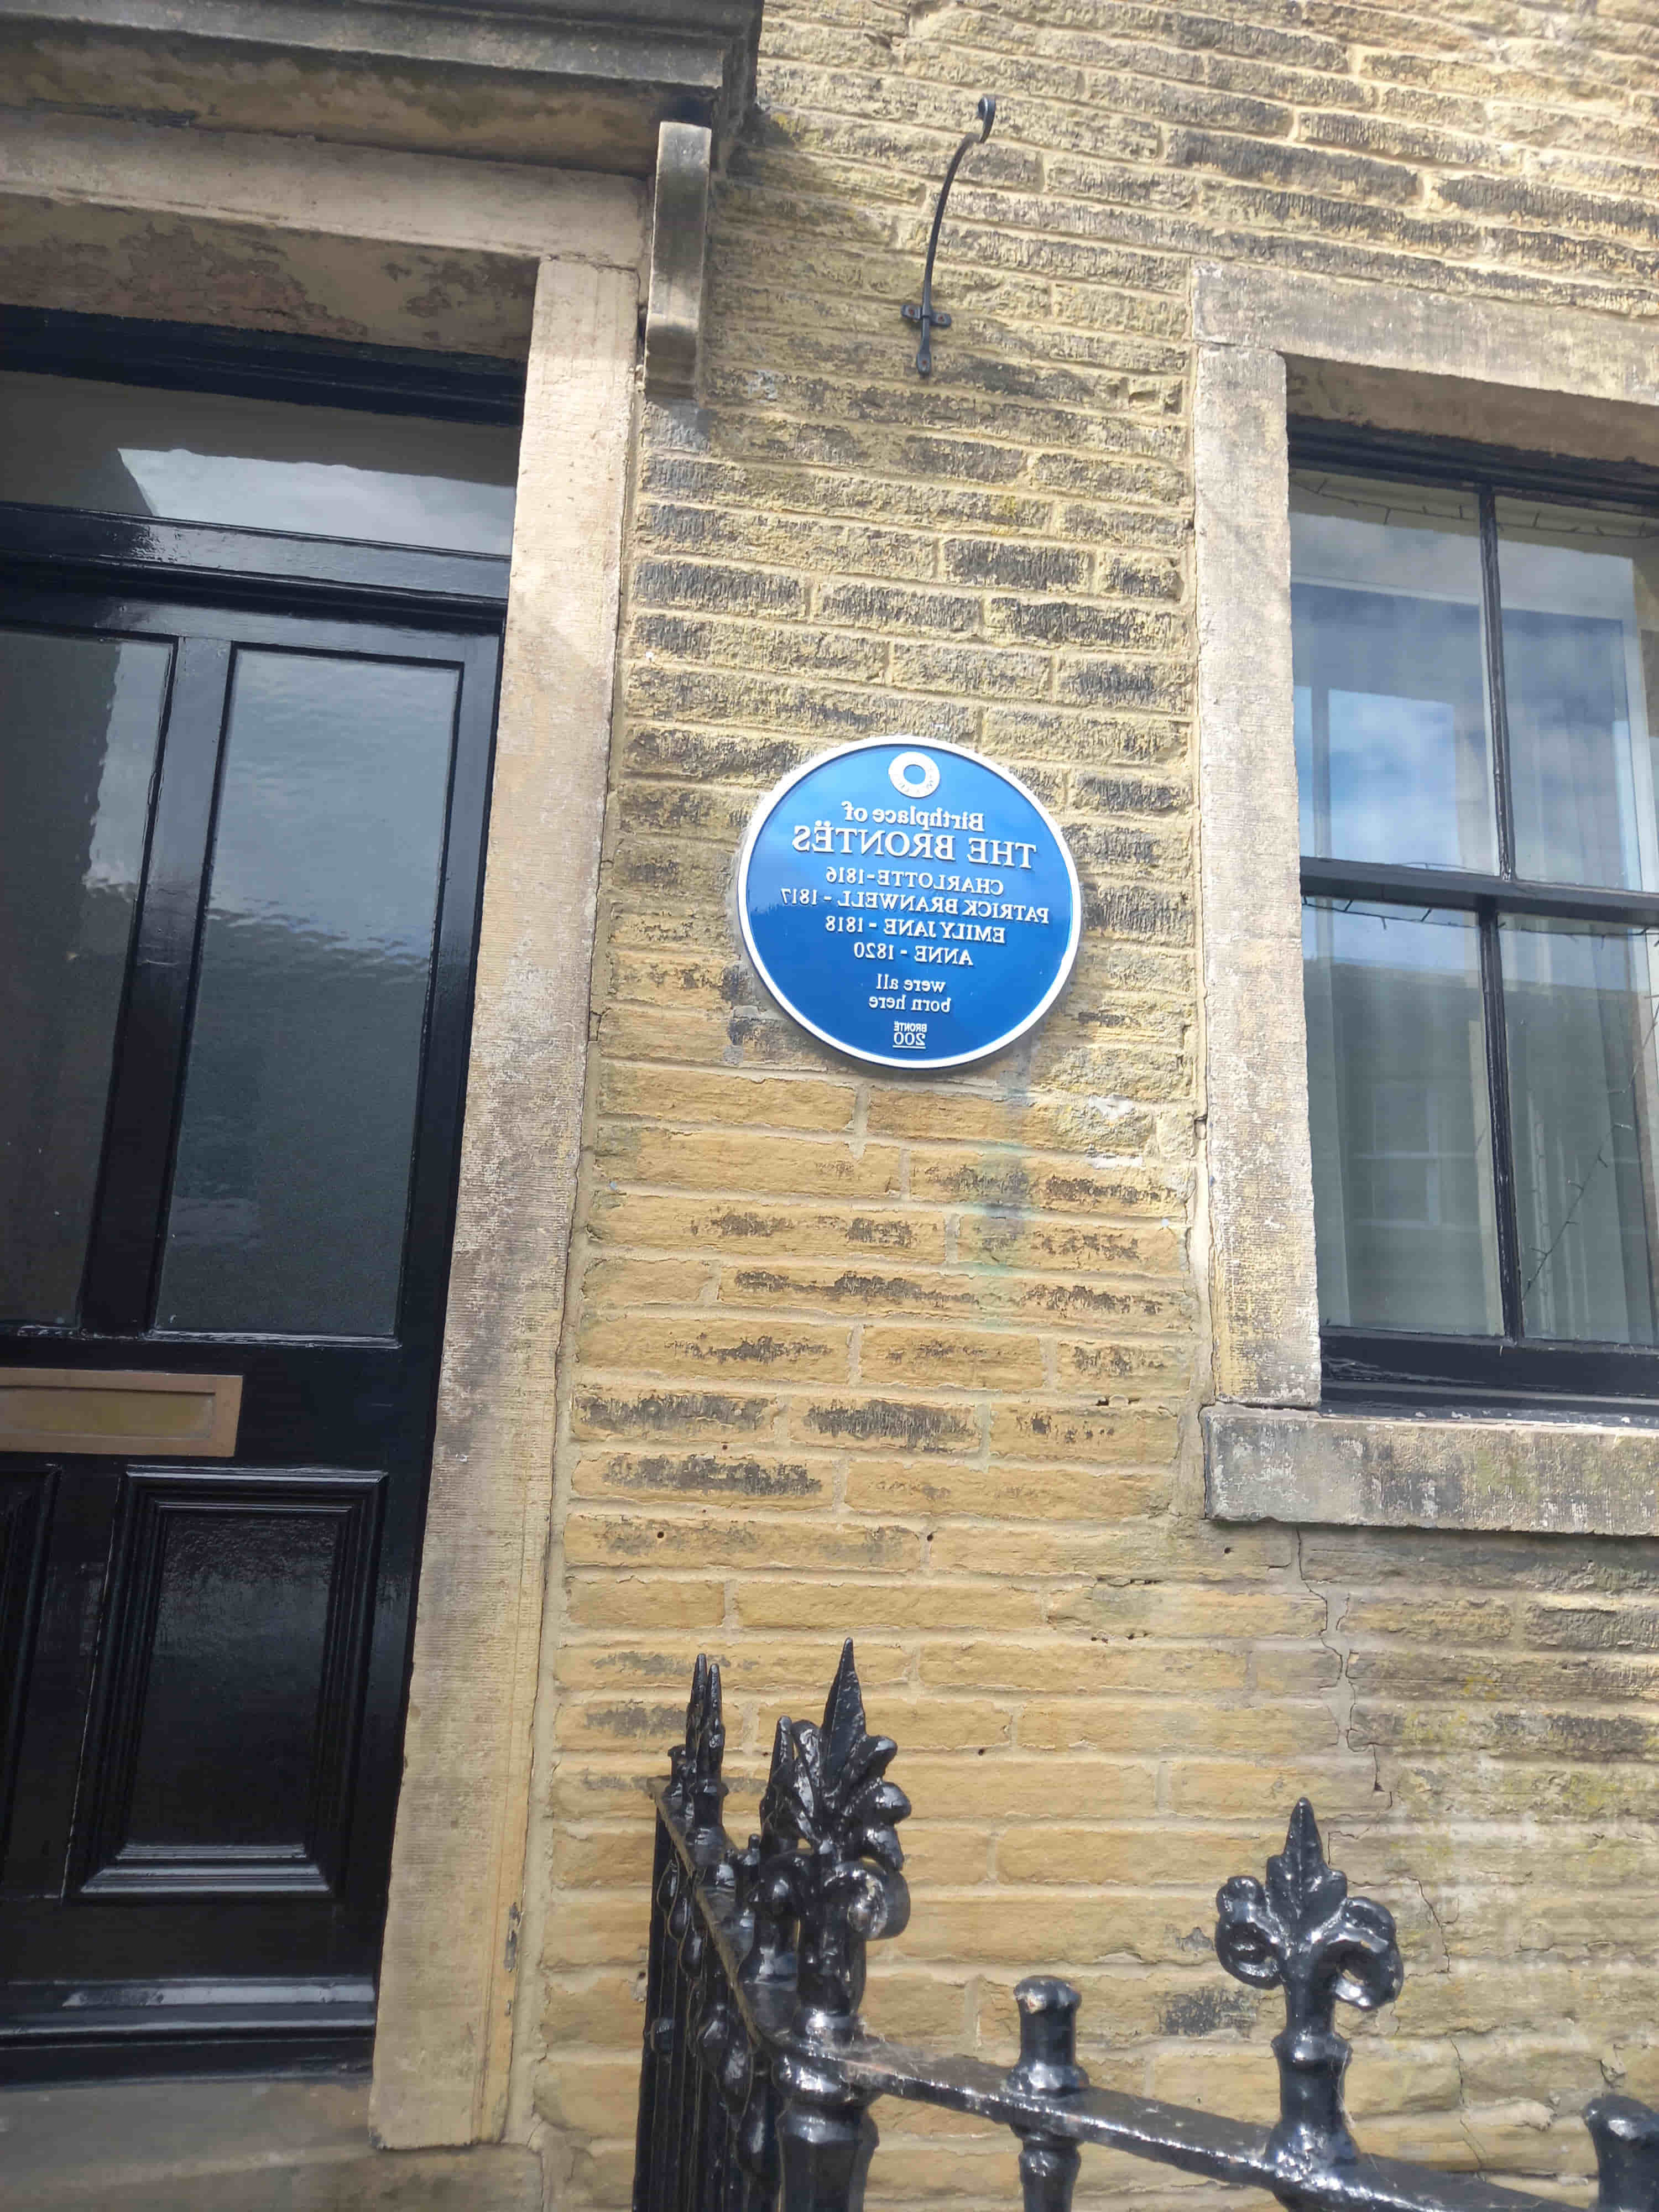 Birthplace of
THE BRONTËS
CHARLOTTE-1816
PATRICK BRANWELL - 1817
EMILY JANE - 1818
ANNE - 1820
were all
born here
BRONTË
200